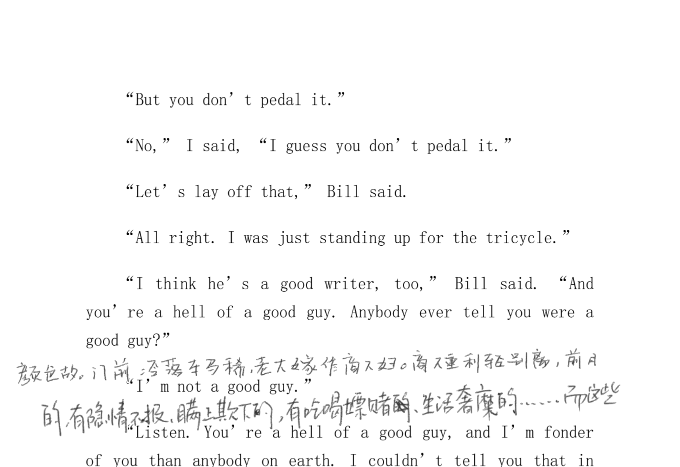 “But you don’t pedal it.”
“No,” I said, “I guess you don’t pedal it.”
“Let’s lay off that,” Bill said.
“All right. I was just standing up for the tricycle.”
“I think he’s a good writer, too,” Bill said. “And
you’re a hell of a good guy. Anybody ever tell you were a
good guy?”
颜色故。门前冷落车马稀,老大嫁作商人妇。商人重利轻别离,前月
“I’m not a good guy.”
的,有隐情不报、瞒上欺下的,有吃喝嫖赌的、生活奢糜的……而这些
“Listen. You’re a hell of a good guy, and I’m fonder
of you than anybody on earth. I couldn’t tell you that in